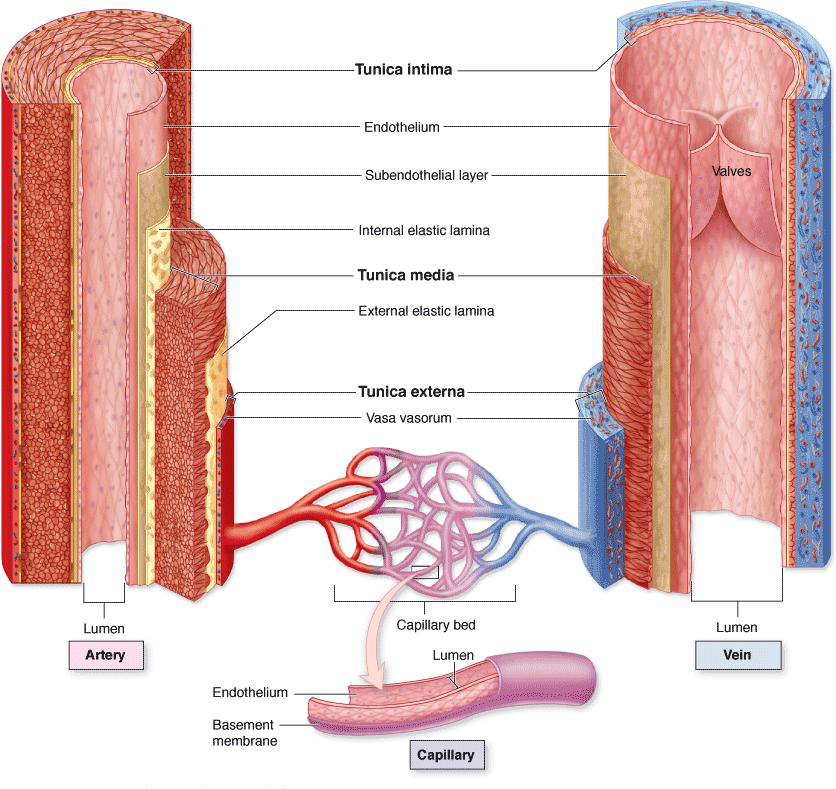 Tunica intima
Endothelium
Valves
Subendothelial layer
Internal elastic lamina
Tunica media
External elastic lamina
Tunica externa
Vasa vasorum
Capillary bed
Lumen
Artery
Lumen
Vein
Lumen
Endothelium
Basement
membrane
Capillary